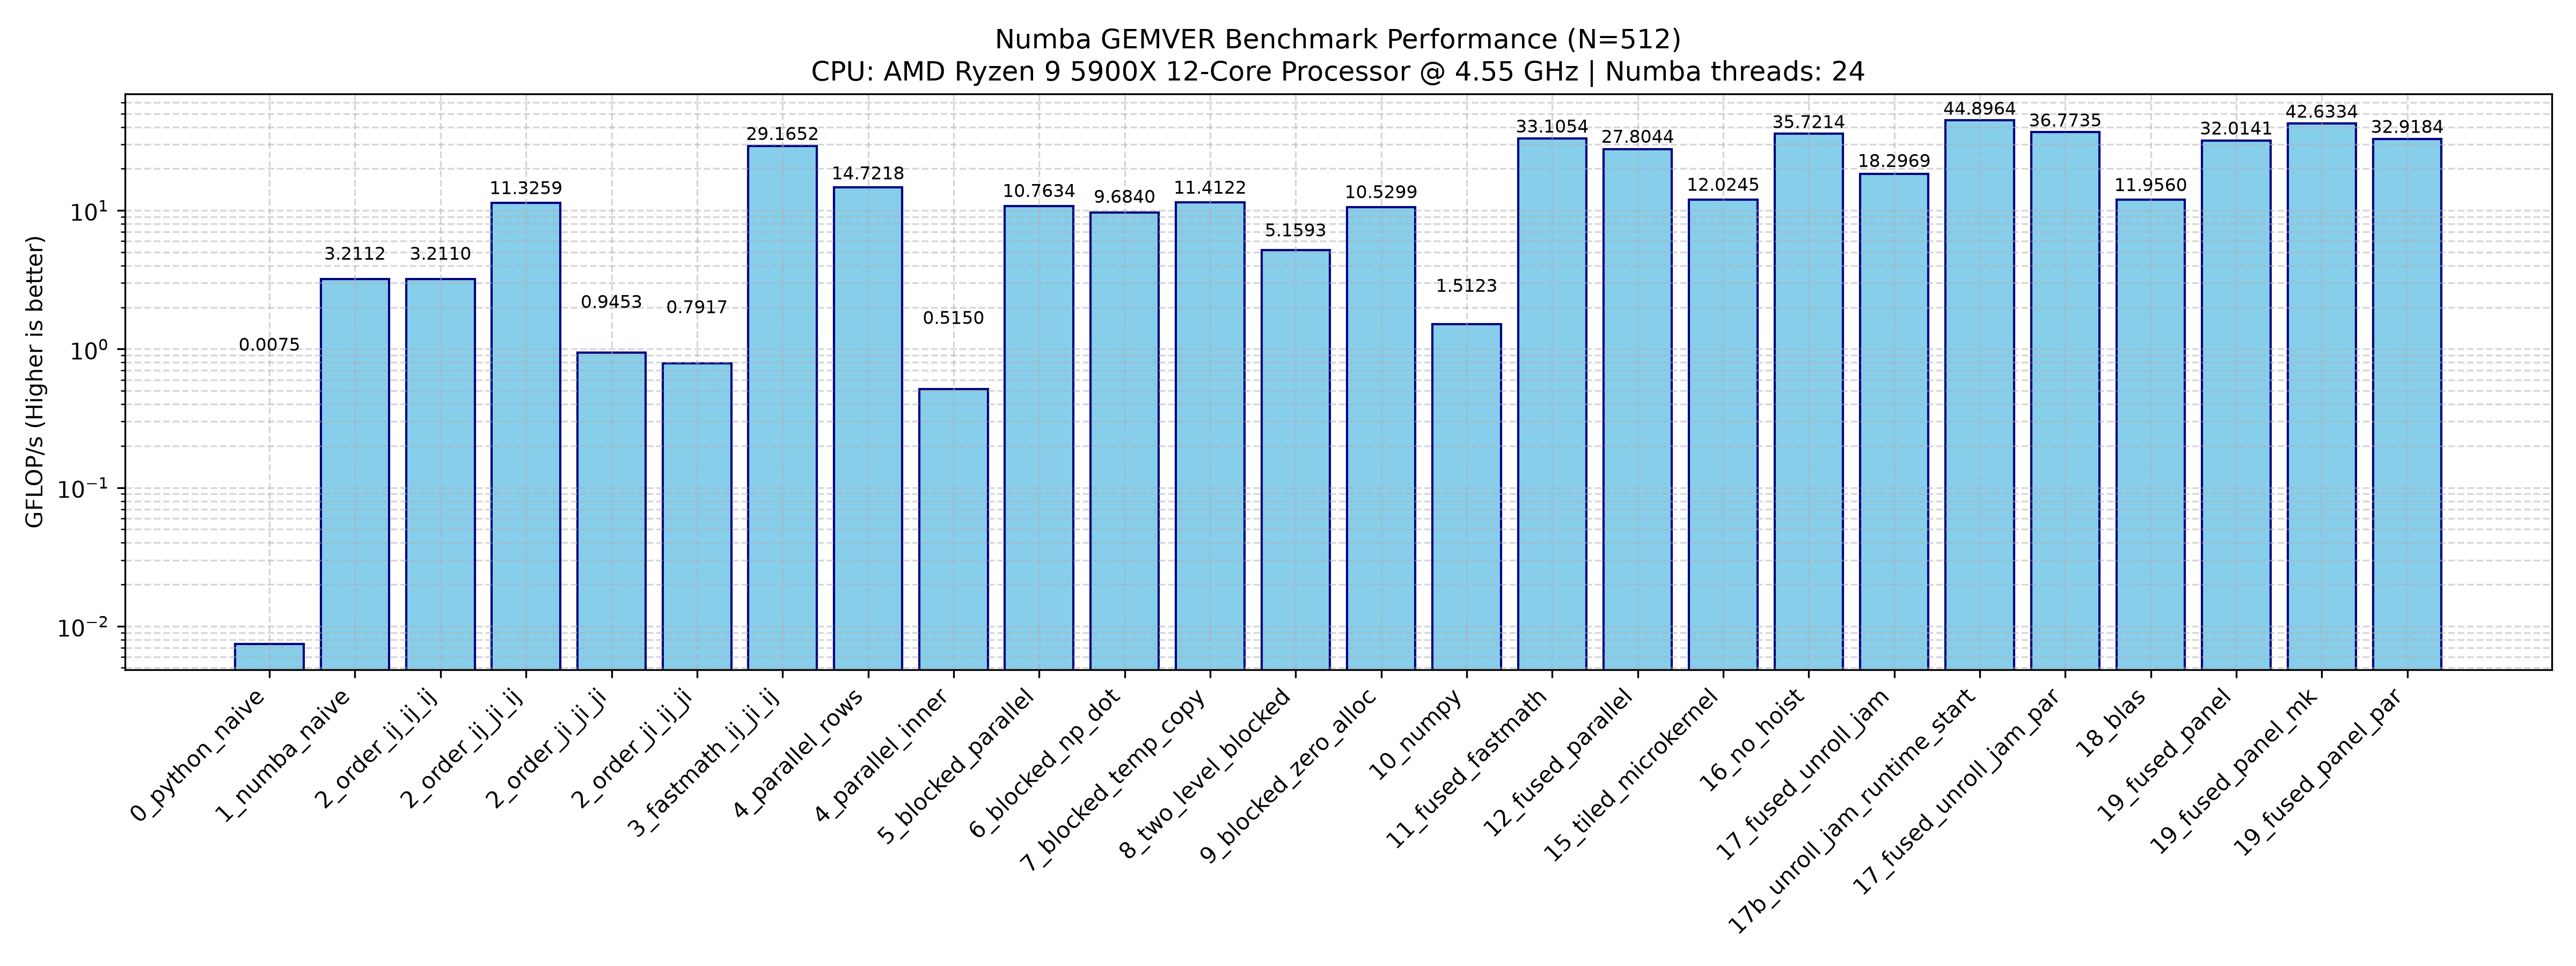 Numba GEMVER Benchmark Performance (N=512)
CPU: AMD Ryzen 9 5900X 12-Core Processor @ 4.55 GHz | Numba threads: 24
GFLOP/s (Higher is better)
10¹
10⁰
10⁻¹
10⁻²
0.0075
3.2112
3.2110
11.3259
0.9453
0.7917
29.1652
14.7218
0.5150
10.7634
9.6840
11.4122
5.1593
10.5299
1.5123
33.1054
27.8044
12.0245
35.7214
18.2969
44.8964
36.7735
11.9560
32.0141
42.6334
32.9184
0_python_naive
1_numba_naive
2_order_ij_ij_ij
2_order_ij_ji_ij
2_order_ji_ji_ji
2_order_ji_ij_ji
3_fastmath_ij_ji_ij
4_parallel_rows
4_parallel_inner
5_blocked_parallel
6_blocked_np_dot
7_blocked_temp_copy
8_two_level_blocked
9_blocked_zero_alloc
10_numpy
11_fused_fastmath
12_fused_parallel
15_tiled_microkernel
16_no_hoist
17_fused_unroll_jam
17b_unroll_jam_runtime_start
17_fused_unroll_jam_par
18_blas
19_fused_panel
19_fused_panel_mk
19_fused_panel_par